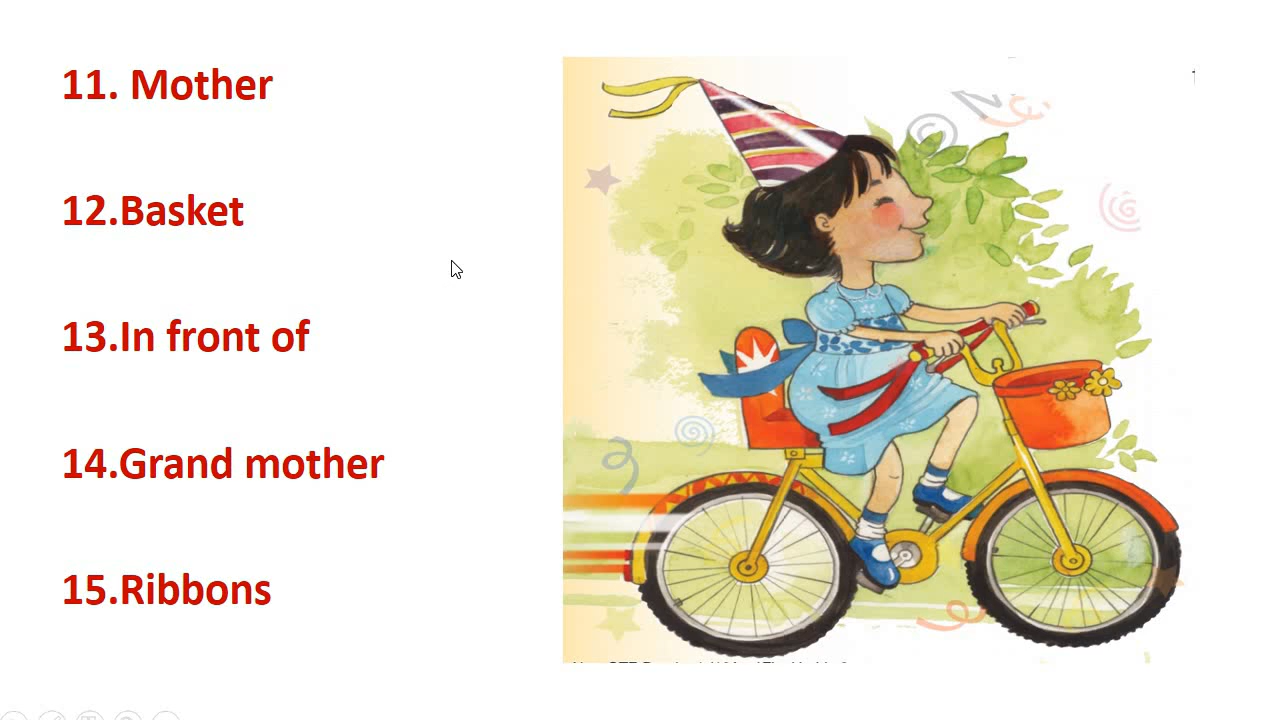 11. Mother
12.Basket
13.In front of
14.Grand mother
15.Ribbons